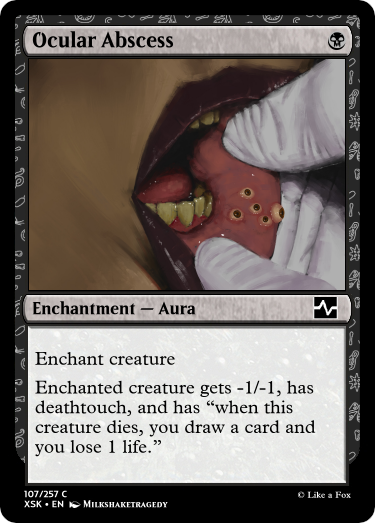 Ocular Abscess
Enchantment — Aura
Enchant creature
Enchanted creature gets -1/-1, has
deathtouch, and has “when this
creature dies, you draw a card and
you lose 1 life.”
107/257 C
XSK • EN Milkshaketragedy
© Like a Fox